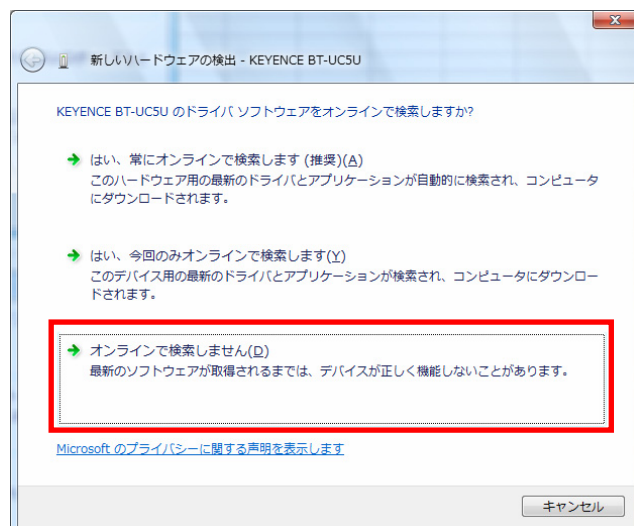 新しいハードウェアの検出 - KEYENCE BT-UC5U
KEYENCE BT-UC5U のドライバ ソフトウェアをオンラインで検索しますか?
はい、常にオンラインで検索します (推奨)(A)
このハードウェア用の最新のドライバとアプリケーションが自動的に検索され、コンピュータ
にダウンロードされます。
はい、今回のみオンラインで検索します(Y)
このデバイス用の最新のドライバとアプリケーションが検索され、コンピュータにダウンロー
ドされます。
オンラインで検索しません(D)
最新のソフトウェアが取得されるまでは、デバイスが正しく機能しないことがあります。
Microsoft のプライバシーに関する声明を表示します
キャンセル